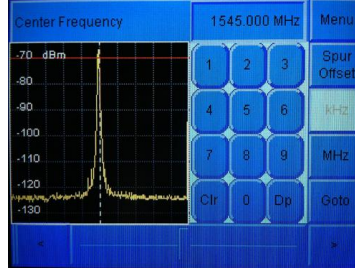 Center Frequency 1545.000 MHz Menu
-70 dBm
-80
-90
-100
-110
-120
-130
1 2 3
4 5 6
7 8 9
Clr 0 Dp
Spur
Offset
kHz
MHz
Goto
« »